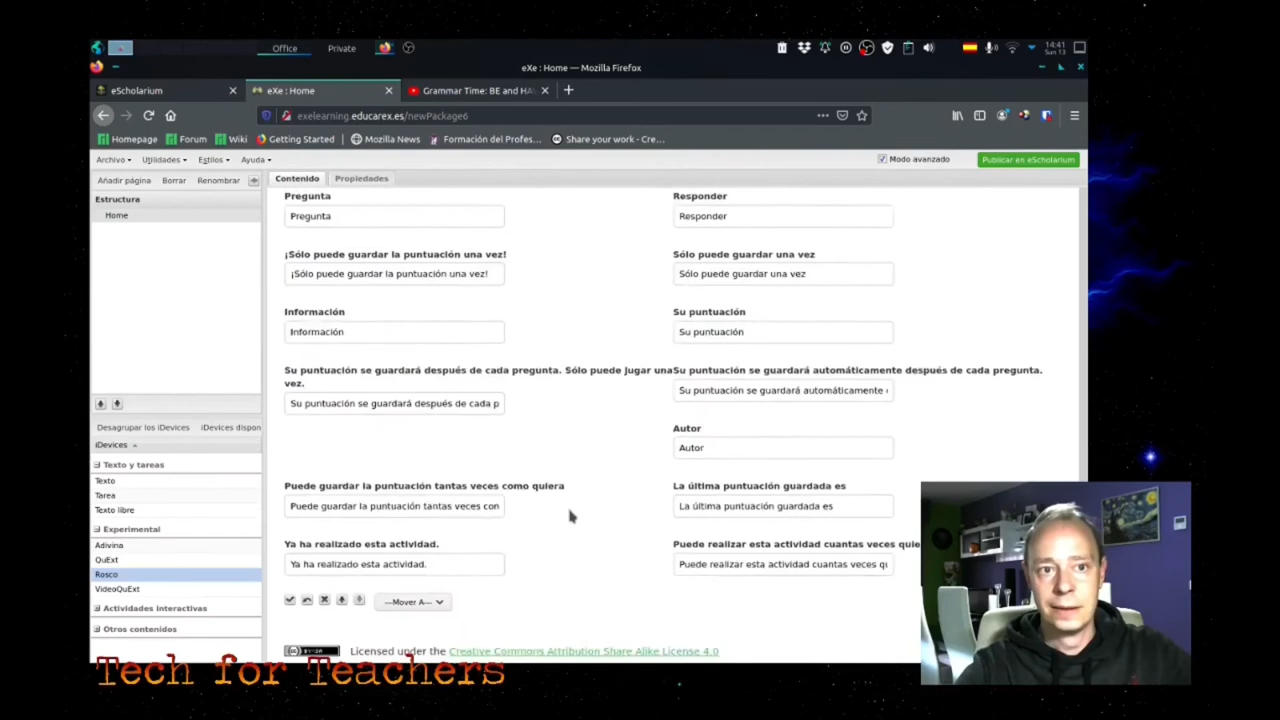 Office
Private
14:41
Sun 13
eXe : Home — Mozilla Firefox
eScholarium
eXe : Home
Grammar Time: BE and HA
exelearning.educarex.es/newPackage6
Homepage
Forum
Wiki
Getting Started
Mozilla News
Formación del Profes...
Share your work - Cre...
Archivo
Utilidades
Estilos
Ayuda
Modo avanzado
Publicar en eScholarium
Añadir página
Borrar
Renombrar
Contenido
Propiedades
Estructura
Home
Pregunta
Responder
Pregunta
Responder
¡Sólo puede guardar la puntuación una vez!
Sólo puede guardar una vez
¡Sólo puede guardar la puntuación una vez!
Sólo puede guardar una vez
Información
Su puntuación
Información
Su puntuación
Su puntuación se guardará después de cada pregunta. Sólo puede jugar una
vez.
Su puntuación se guardará automáticamente después de cada pregunta.
Su puntuación se guardará después de cada p
Su puntuación se guardará automáticamente
Autor
Autor
Desagrupar los iDevices
iDevices dispon
iDevices
Texto y tareas
Texto
Tarea
Texto libre
Experimental
Adivina
QuExt
Rosco
VideoQuExt
Actividades interactivas
Otros contenidos
Puede guardar la puntuación tantas veces como quiera
La última puntuación guardada es
Puede guardar la puntuación tantas veces con
La última puntuación guardada es
Ya ha realizado esta actividad.
Puede realizar esta actividad cuantas veces quie
Ya ha realizado esta actividad.
Puede realizar esta actividad cuantas veces qu
---Mover A---
Licensed under the Creative Commons Attribution Share Alike License 4.0
Tech for Teachers